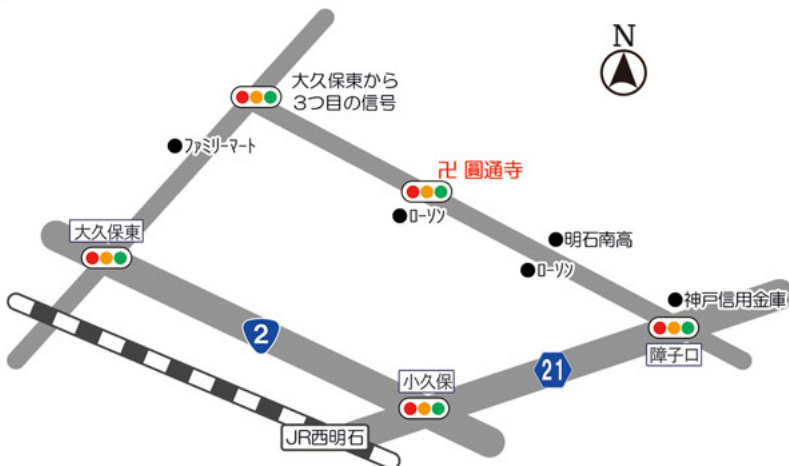 N
大久保東から
3つ目の信号
ファミリーマート
卍 圓通寺
ローソン
大久保東
明石南高
ローソン
神戸信用金庫
2
障子口
21
小久保
JR西明石